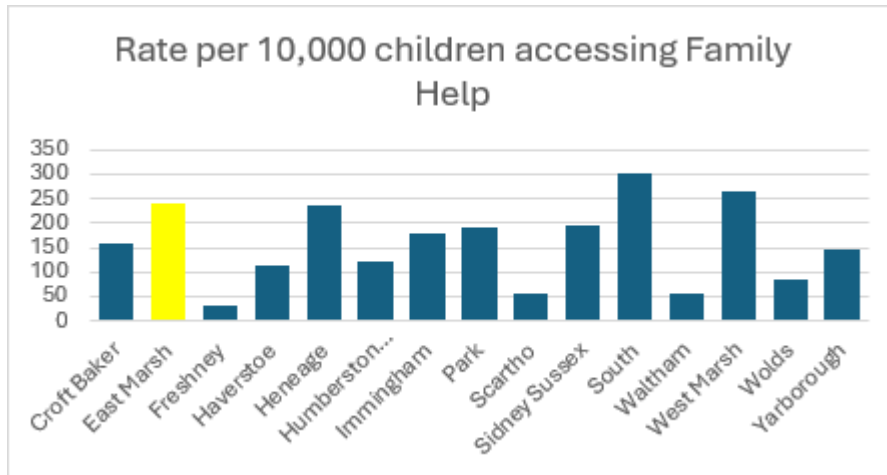 Rate per 10,000 children accessing Family
Help
350
300
250
200
150
100
50
0
Croft Baker
East Marsh
Freshney
Haverstoe
Heneage
Humberston...
Immingham
Park
Scartho
Sidney Sussex
South
Waltham
West Marsh
Wolds
Yarborough